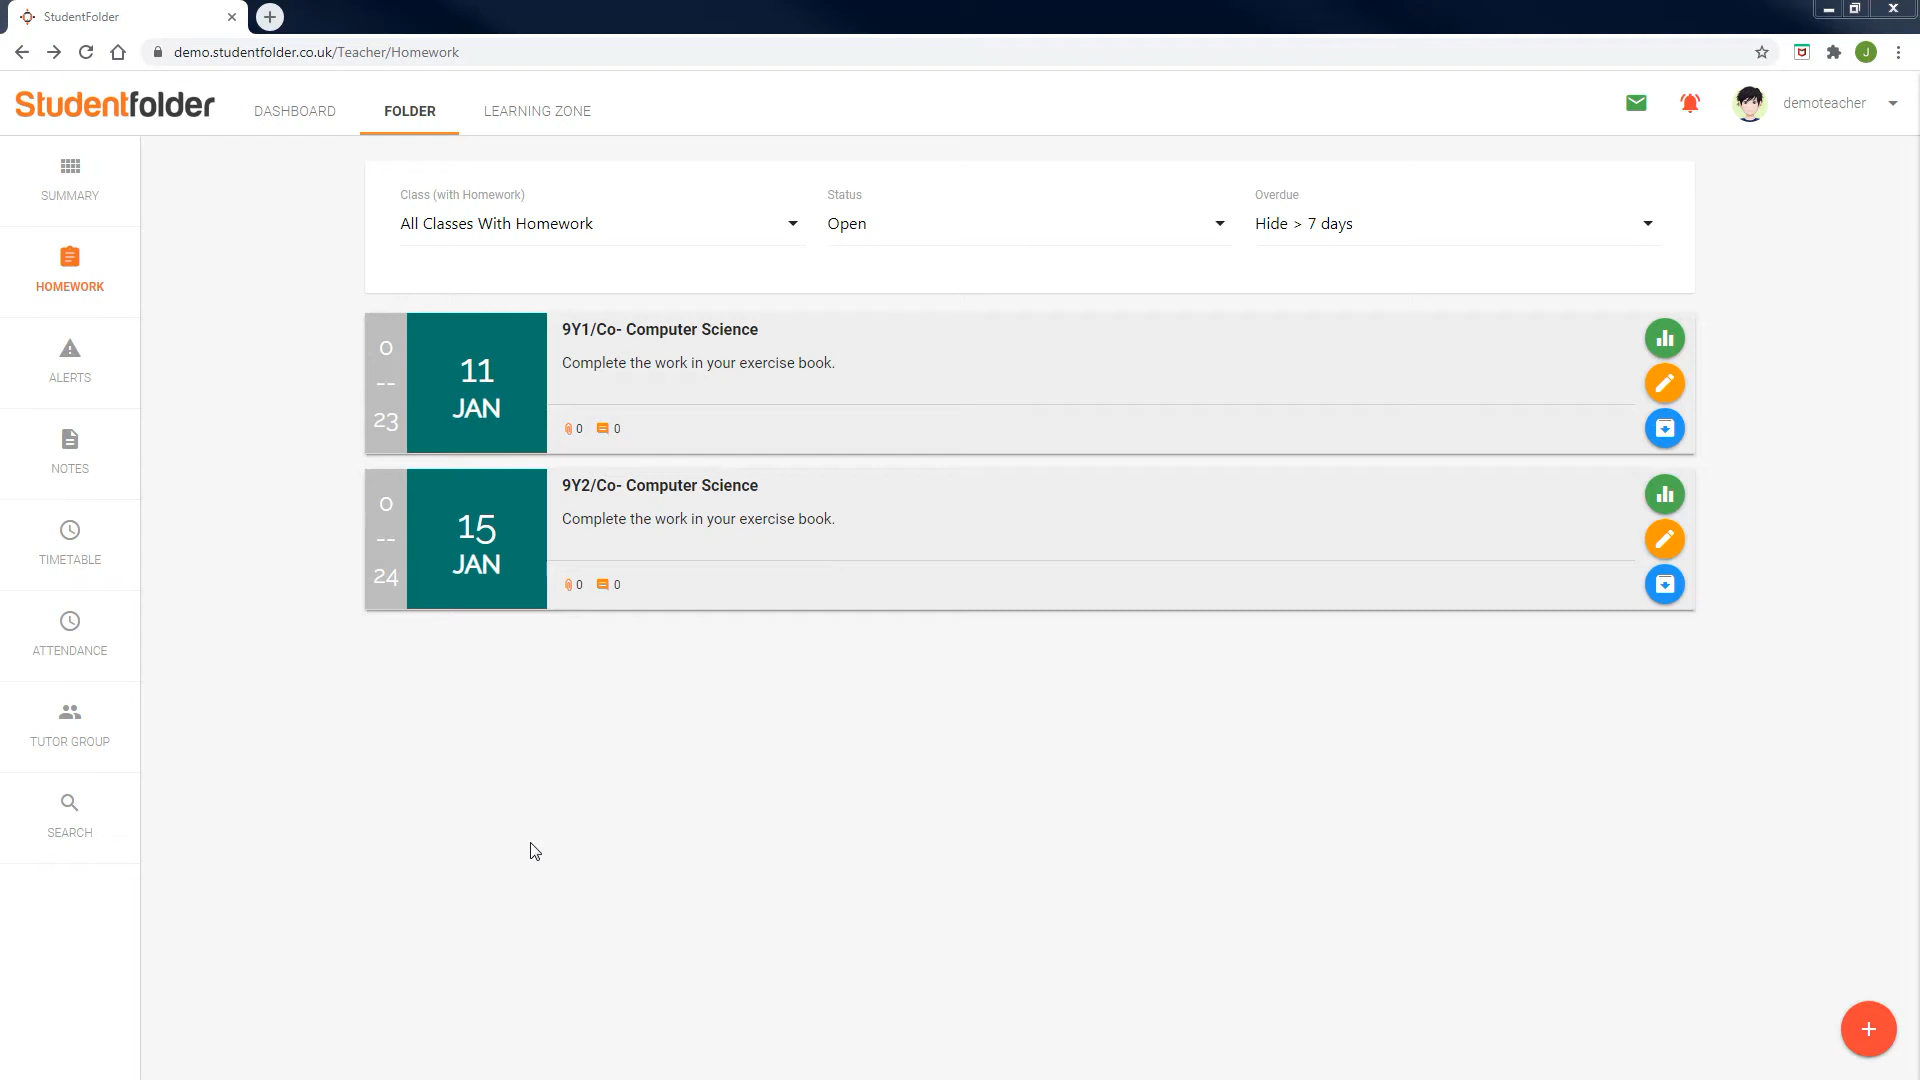 StudentFolder
demo.studentfolder.co.uk/Teacher/Homework
J
Studentfolder
DASHBOARD
FOLDER
LEARNING ZONE
demoteacher
SUMMARY
HOMEWORK
ALERTS
NOTES
TIMETABLE
ATTENDANCE
TUTOR GROUP
SEARCH
Class (with Homework)
All Classes With Homework
Status
Open
Overdue
Hide > 7 days
0
--
23
11
JAN
9Y1/Co- Computer Science
Complete the work in your exercise book.
0
0
0
--
24
15
JAN
9Y2/Co- Computer Science
Complete the work in your exercise book.
0
0